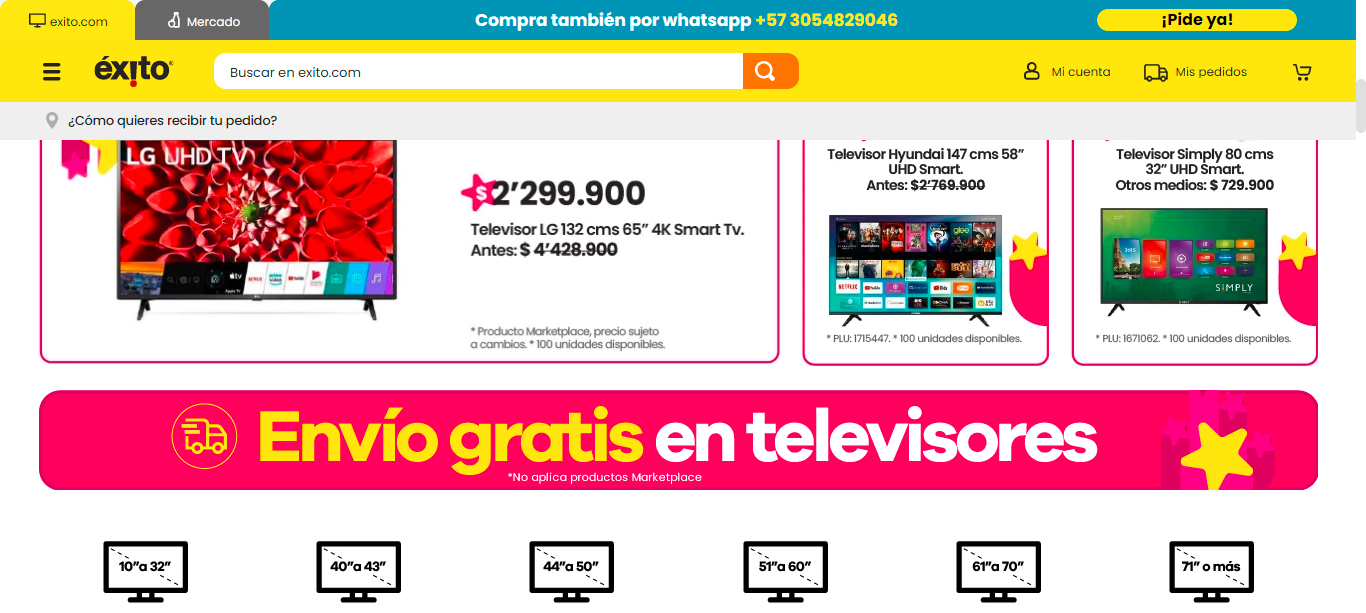 exito.com
Mercado
Compra también por whatsapp +57 3054829046
¡Pide ya!
éxito
Buscar en exito.com
Mi cuenta
Mis pedidos
¿Cómo quieres recibir tu pedido?
LG UHD TV
$2’299.900
Televisor LG 132 cms 65” 4K Smart Tv.
Antes: $ 4’428.900
* Producto Marketplace, precio sujeto
a cambios. * 100 unidades disponibles.
Televisor Hyundai 147 cms 58”
UHD Smart.
Antes: $2’769.900
glee
NETFLIX
* PLU: 1715447. * 100 unidades disponibles.
Televisor Simply 80 cms
32” UHD Smart.
Otros medios: $ 729.900
SIMPLY
* PLU: 1671062. * 100 unidades disponibles.
Envío gratis en televisores
*No aplica productos Marketplace
10”a 32”
40”a 43”
44”a 50”
51”a 60”
61”a 70”
71” o más